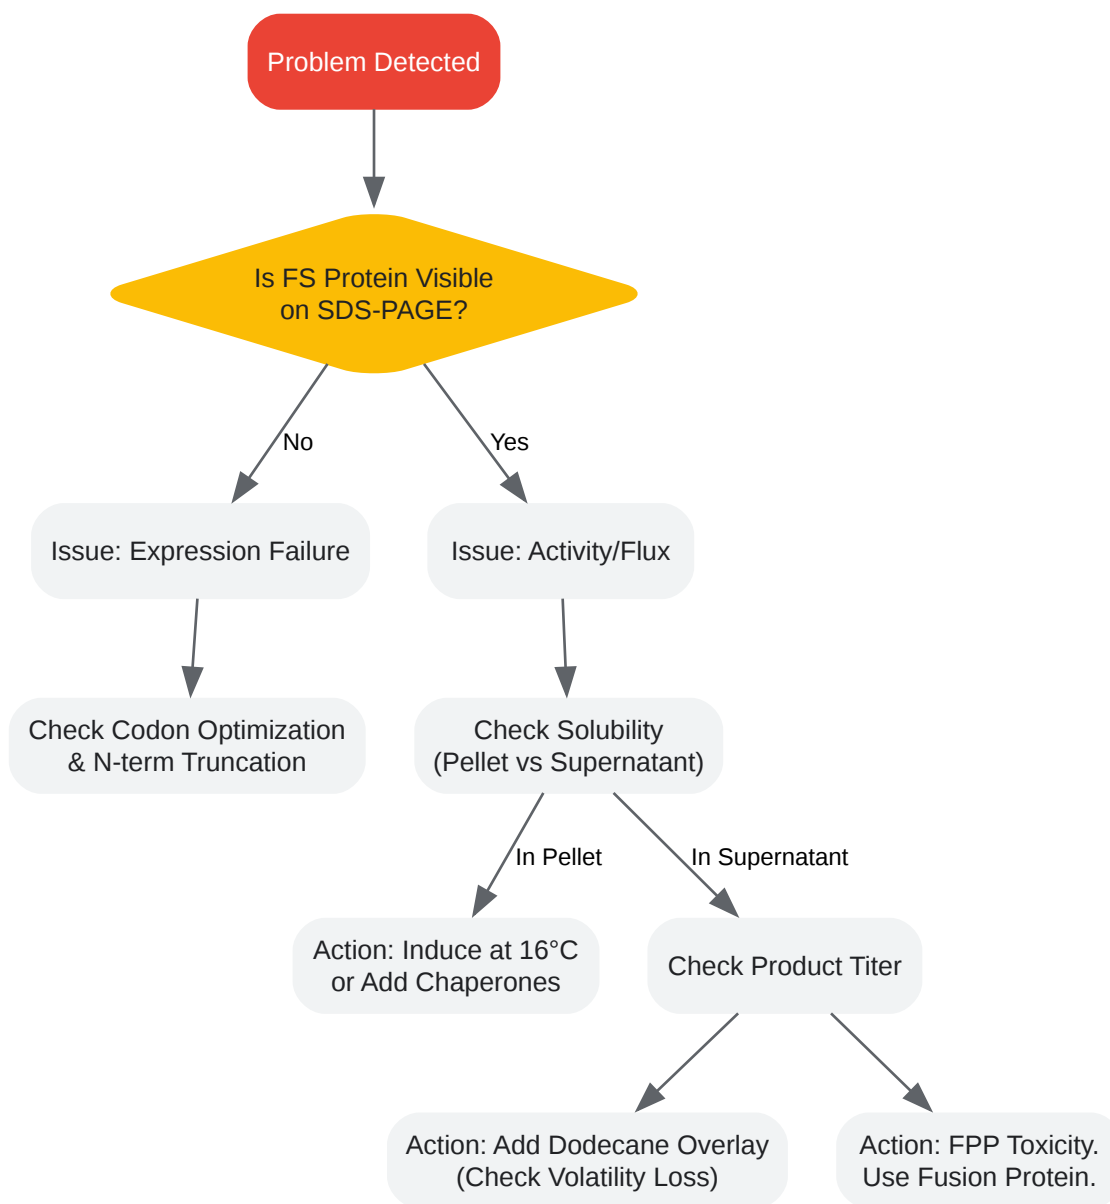 Problem Detected
Is FS Protein Visible
on SDS-PAGE?
No
Yes
Issue: Expression Failure
Issue: Activity/Flux
Check Codon Optimization
& N-term Truncation
Check Solubility
(Pellet vs Supernatant)
In Pellet
In Supernatant
Action: Induce at 16°C
or Add Chaperones
Check Product Titer
Action: Add Dodecane Overlay
(Check Volatility Loss)
Action: FPP Toxicity.
Use Fusion Protein.